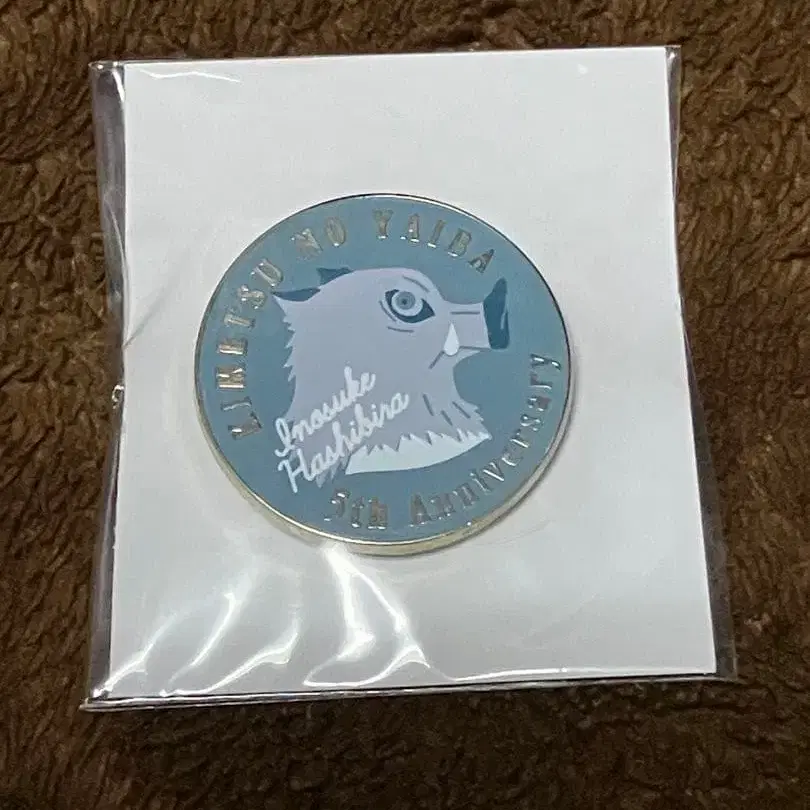 KIMETSU NO YAIBA
Inosuke
Hashibira
5th Anniversary